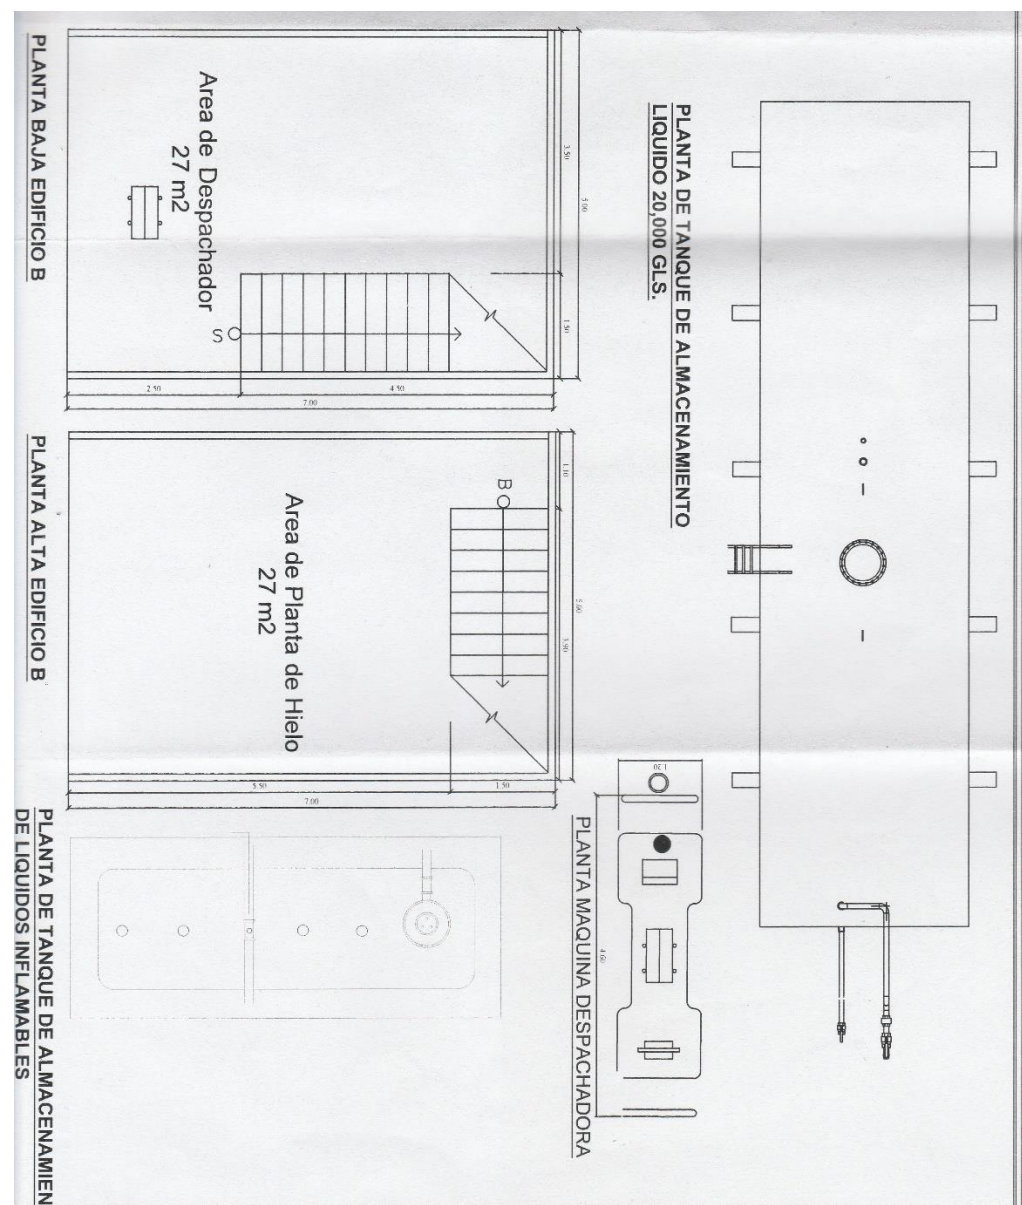 PLANTA DE TANQUE DE ALMACENAMIENTO
LIQUIDO 20,000 GLS.
1.20
4.60
PLANTA MAQUINA DESPACHADORA
3.50
1.50
5.00
Area de Despachador
27 m2
S
2.50
4.50
7.00
PLANTA BAJA EDIFICIO B
1.10
3.90
5.00
B
Area de Planta de Hielo
27 m2
5.50
1.50
7.00
PLANTA ALTA EDIFICIO B
PLANTA DE TANQUE DE ALMACENAMIEN
DE LIQUIDOS INFLAMABLES